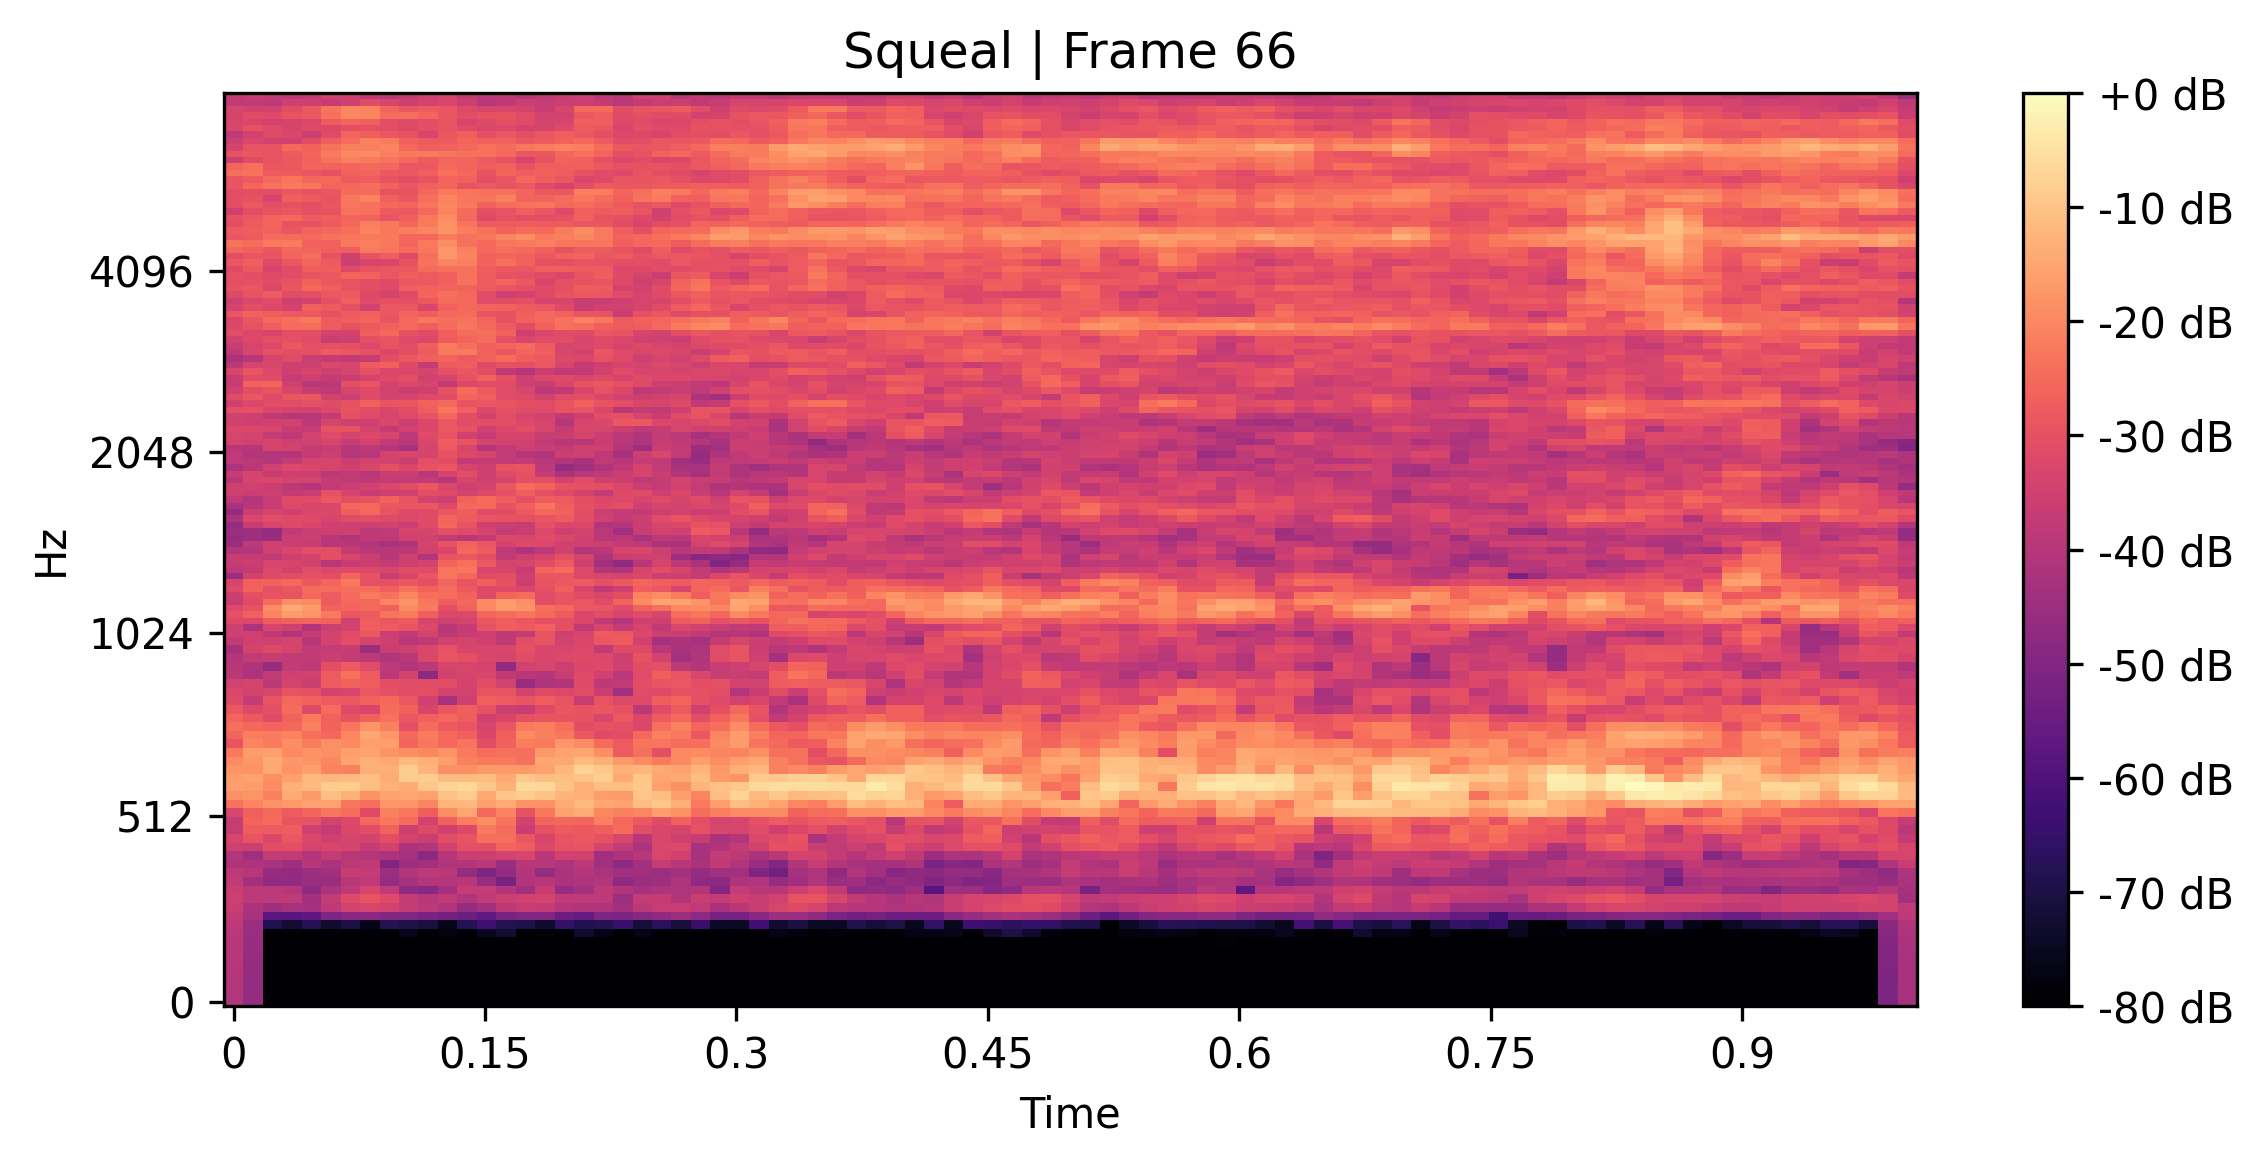 Squeal | Frame 66
+0 dB
-10 dB
-20 dB
-30 dB
-40 dB
-50 dB
-60 dB
-70 dB
-80 dB
Hz
4096
2048
1024
512
0
0 0.15 0.3 0.45 0.6 0.75 0.9
Time